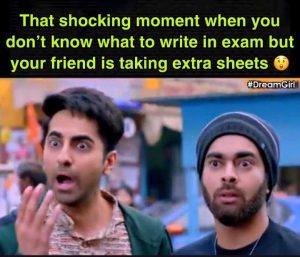 That shocking moment when you
don't know what to write in exam but
your friend is taking extra sheets 😲
#DreamGirl